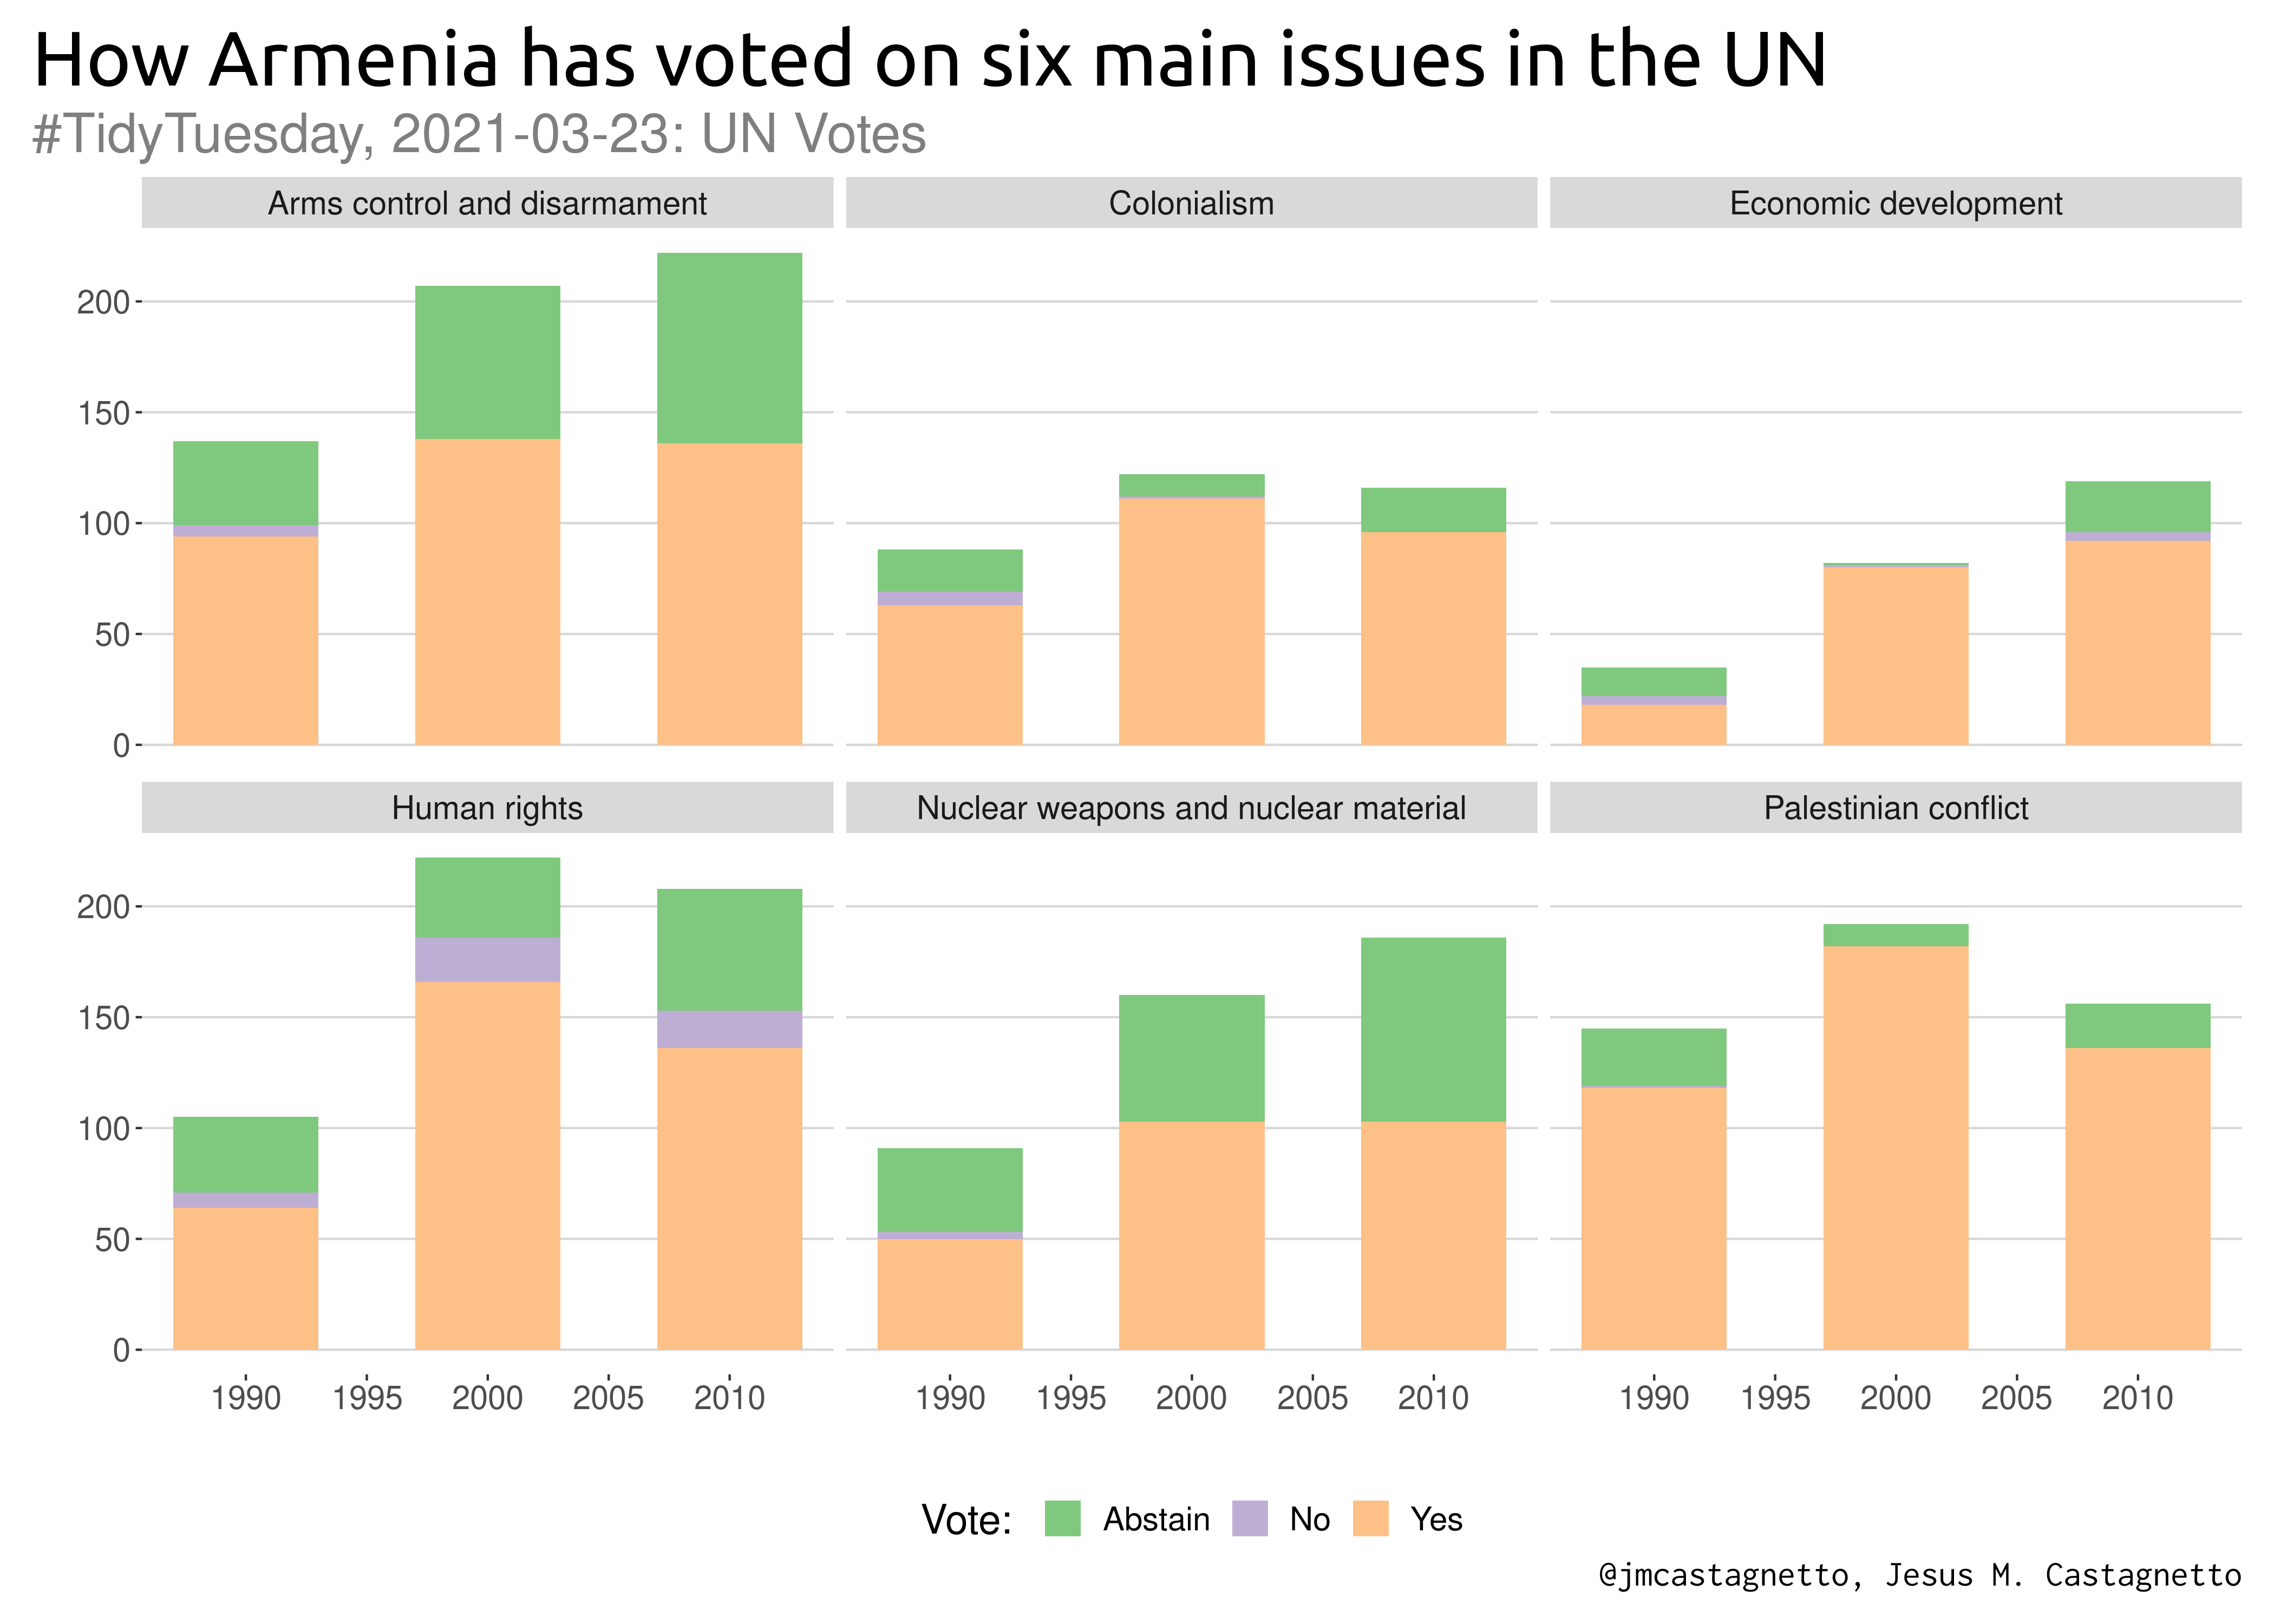 How Armenia has voted on six main issues in the UN
#TidyTuesday, 2021-03-23: UN Votes
Arms control and disarmament
Colonialism
Economic development
200
150
100
50
0
Human rights
Nuclear weapons and nuclear material
Palestinian conflict
200
150
100
50
0
1990 1995 2000 2005 2010
1990 1995 2000 2005 2010
1990 1995 2000 2005 2010
Vote: Abstain No Yes
@jmcastagnetto, Jesus M. Castagnetto